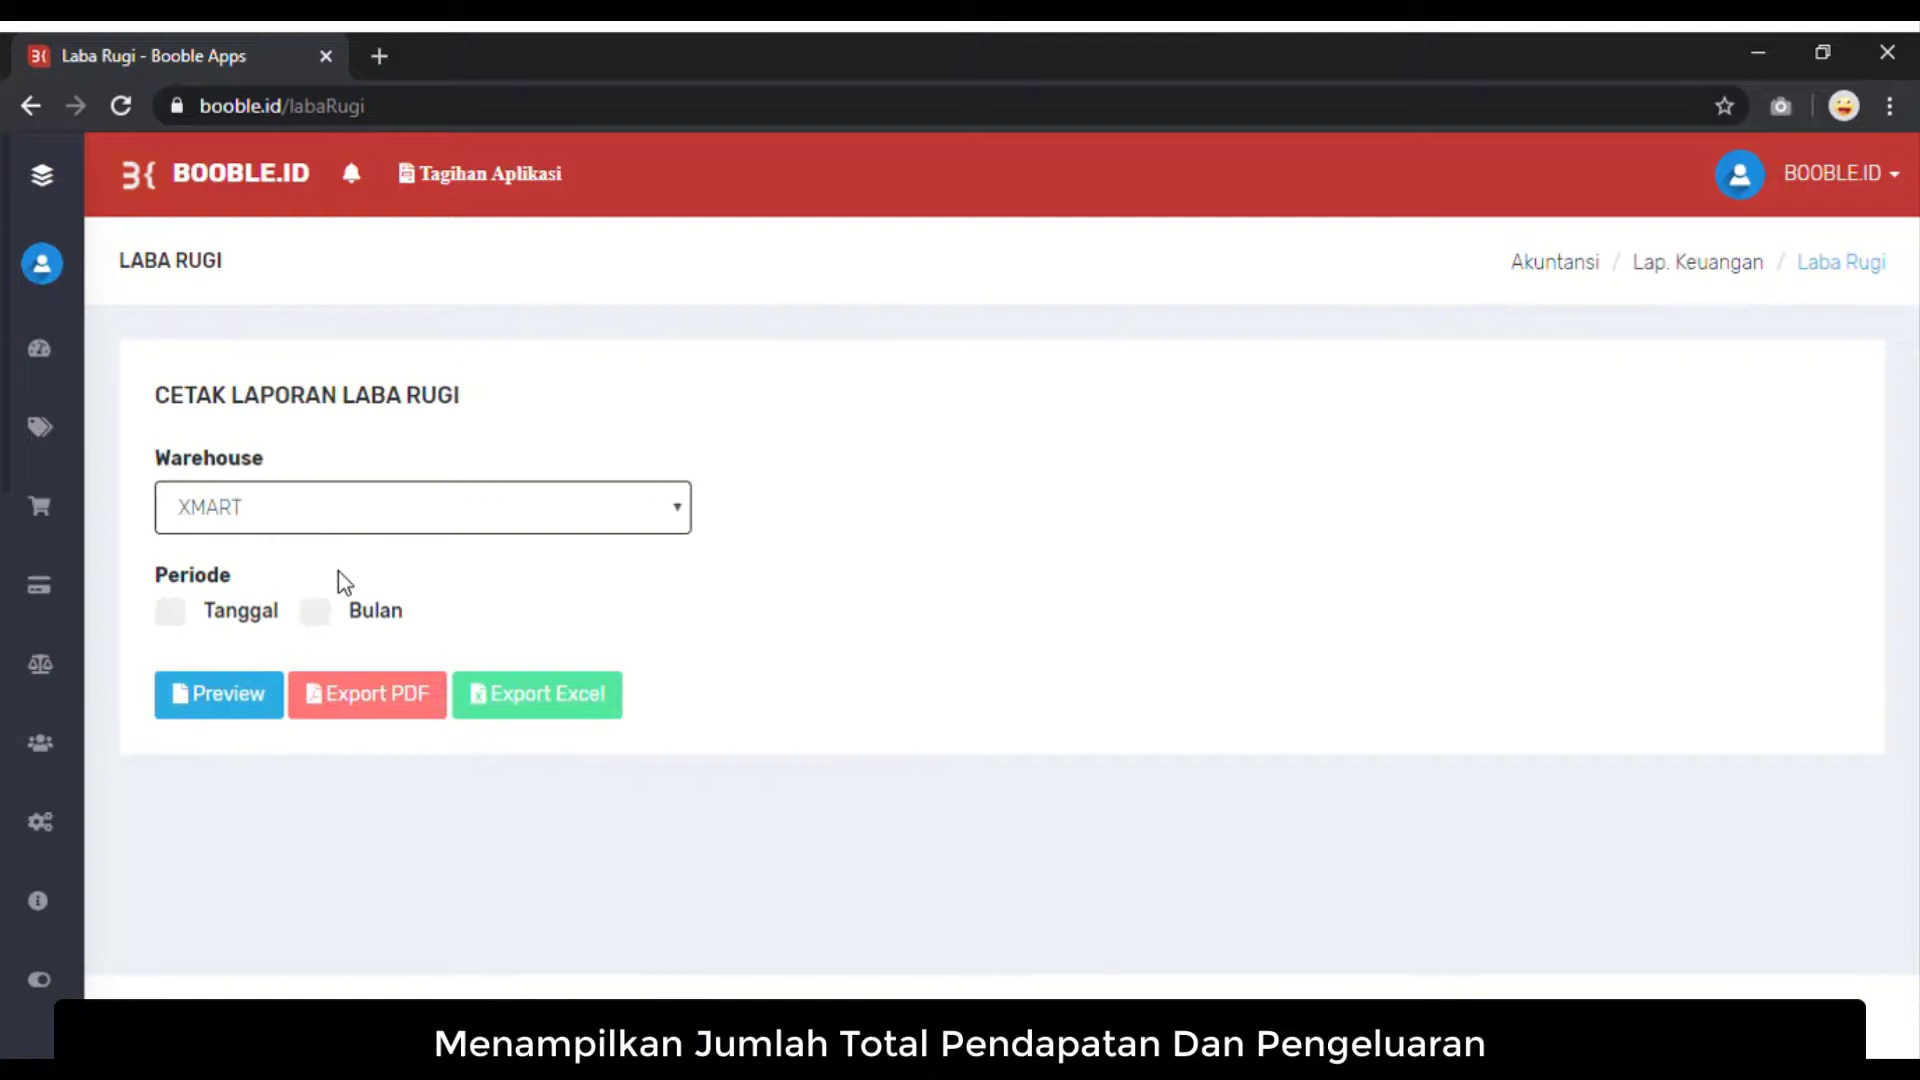 Laba Rugi - Booble Apps
booble.id/labaRugi
BOOBLE.ID
Tagihan Aplikasi
BOOBLE.ID
LABA RUGI
Akuntansi / Lap. Keuangan / Laba Rugi
CETAK LAPORAN LABA RUGI
Warehouse
XMART
Periode
Tanggal Bulan
Preview Export PDF Export Excel
Menampilkan Jumlah Total Pendapatan Dan Pengeluaran